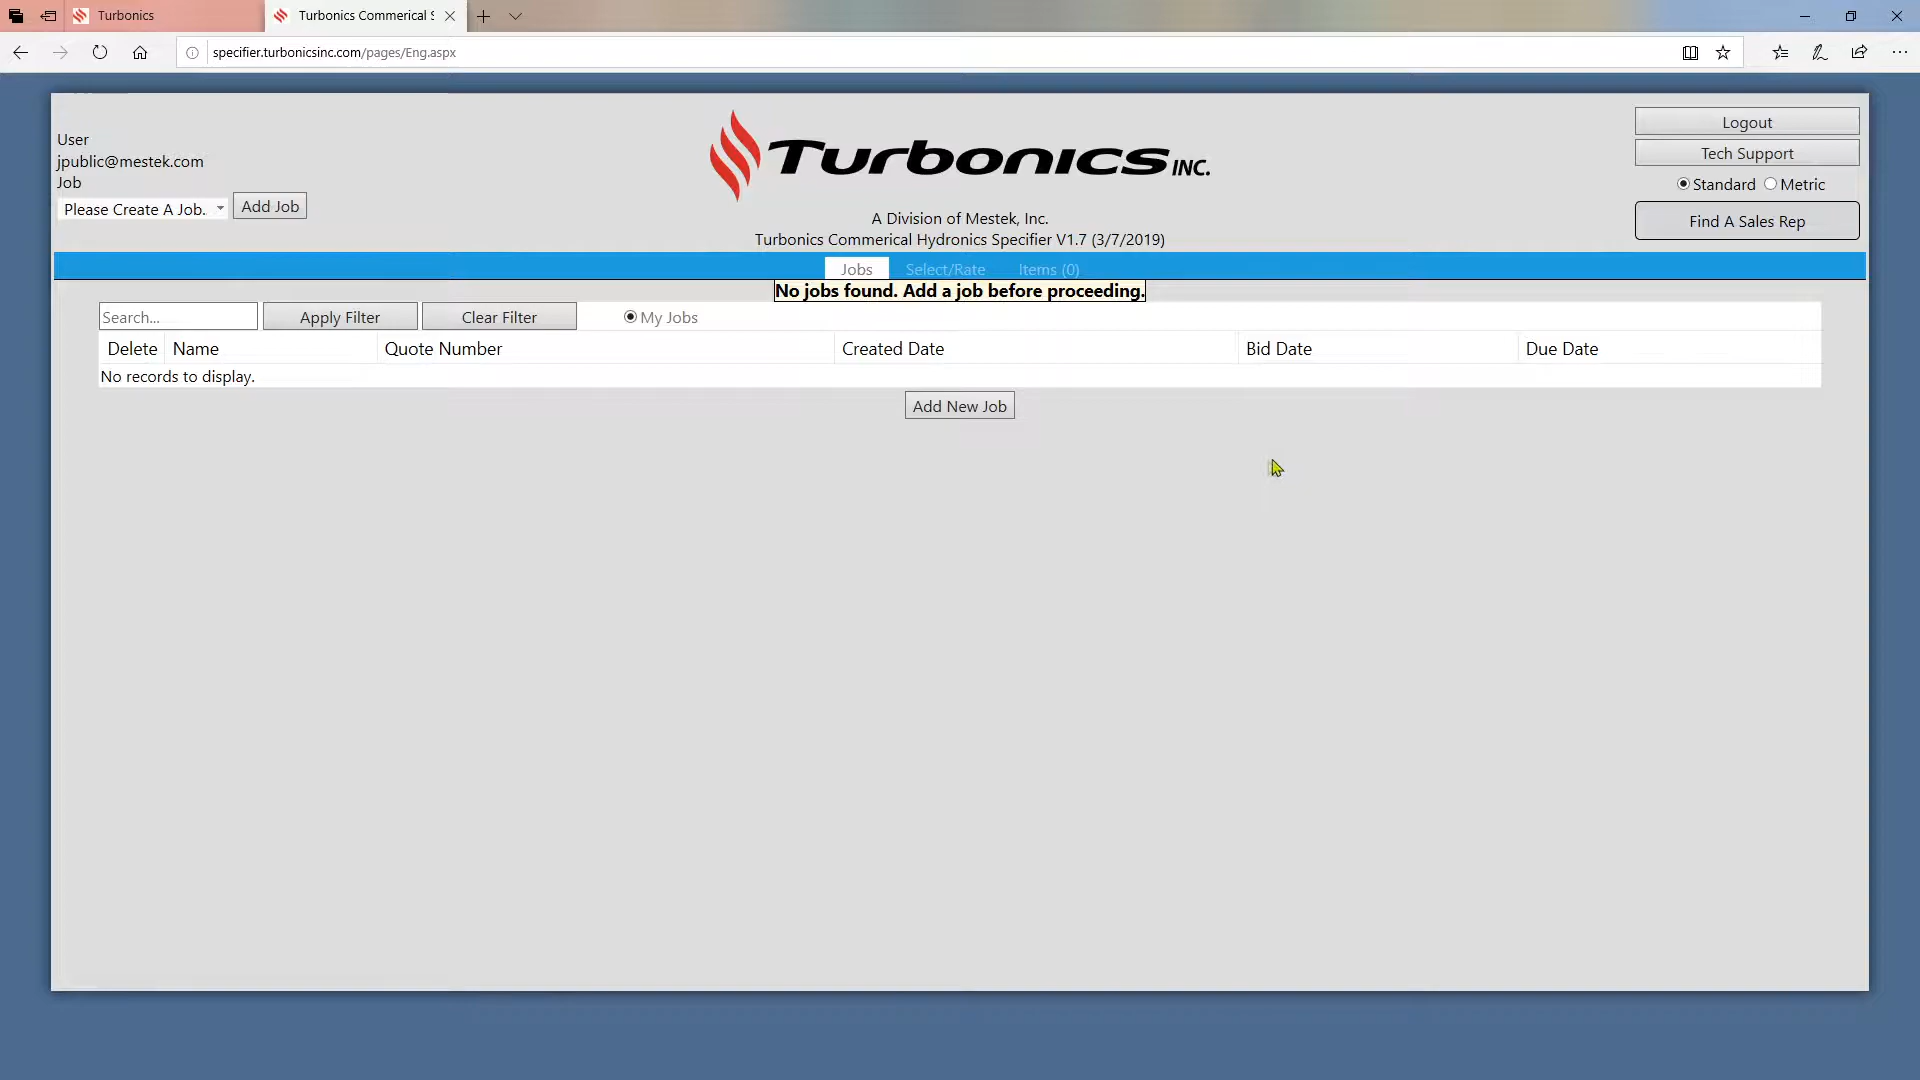 Turbonics
Turbonics Commerical S
specifier.turbonicsinc.com/pages/Eng.aspx
User
jpublic@mestek.com
Job
Please Create A Job.
Add Job
Turbonics INC.
A Division of Mestek, Inc.
Turbonics Commerical Hydronics Specifier V1.7 (3/7/2019)
Logout
Tech Support
Standard Metric
Find A Sales Rep
Jobs Select/Rate Items (0)
No jobs found. Add a job before proceeding.
Search... Apply Filter Clear Filter My Jobs
Delete Name Quote Number Created Date Bid Date Due Date
No records to display.
Add New Job